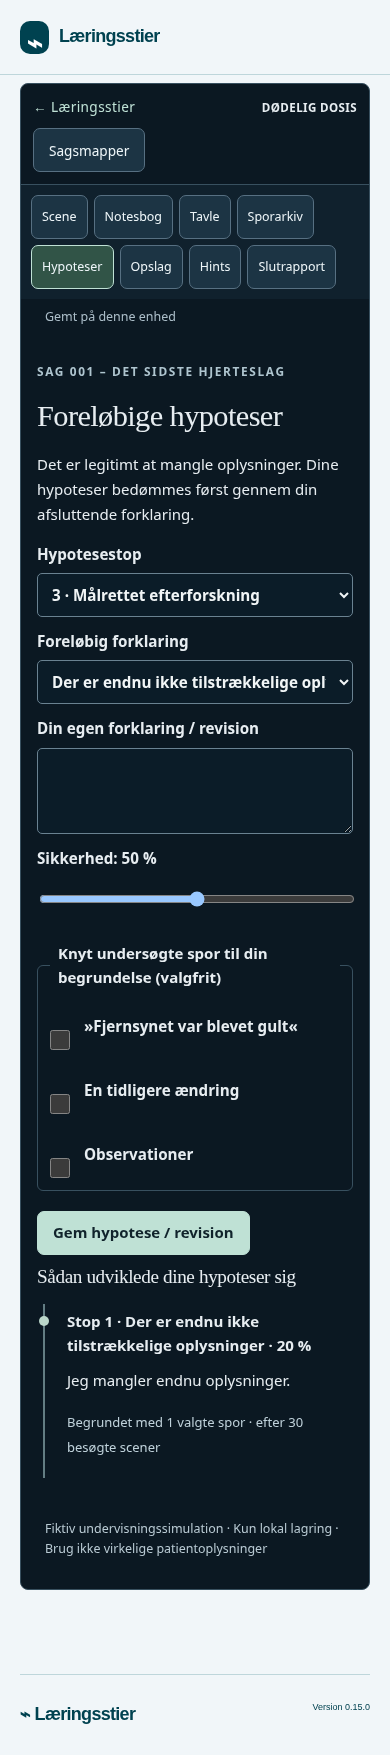 Læringsstier
← Læringsstier
DØDELIG DOSIS
Sagsmapper
Scene
Notesbog
Tavle
Sporarkiv
Hypoteser
Opslag
Hints
Slutrapport
Gemt på denne enhed
SAG 001 – DET SIDSTE HJERTESLAG
Foreløbige hypoteser
Det er legitimt at mangle oplysninger. Dine
hypoteser bedømmes først gennem din
afsluttende forklaring.
Hypotesestop
3 · Målrettet efterforskning
Foreløbig forklaring
Der er endnu ikke tilstrækkelige opl
Din egen forklaring / revision
Sikkerhed: 50 %
Knyt undersøgte spor til din
begrundelse (valgfrit)
»Fjernsynet var blevet gult«
En tidligere ændring
Observationer
Gem hypotese / revision
Sådan udviklede dine hypoteser sig
Stop 1 · Der er endnu ikke
tilstrækkelige oplysninger · 20 %
Jeg mangler endnu oplysninger.
Begrundet med 1 valgte spor · efter 30
besøgte scener
Fiktiv undervisningssimulation · Kun lokal lagring ·
Brug ikke virkelige patientoplysninger
Læringsstier
Version 0.15.0